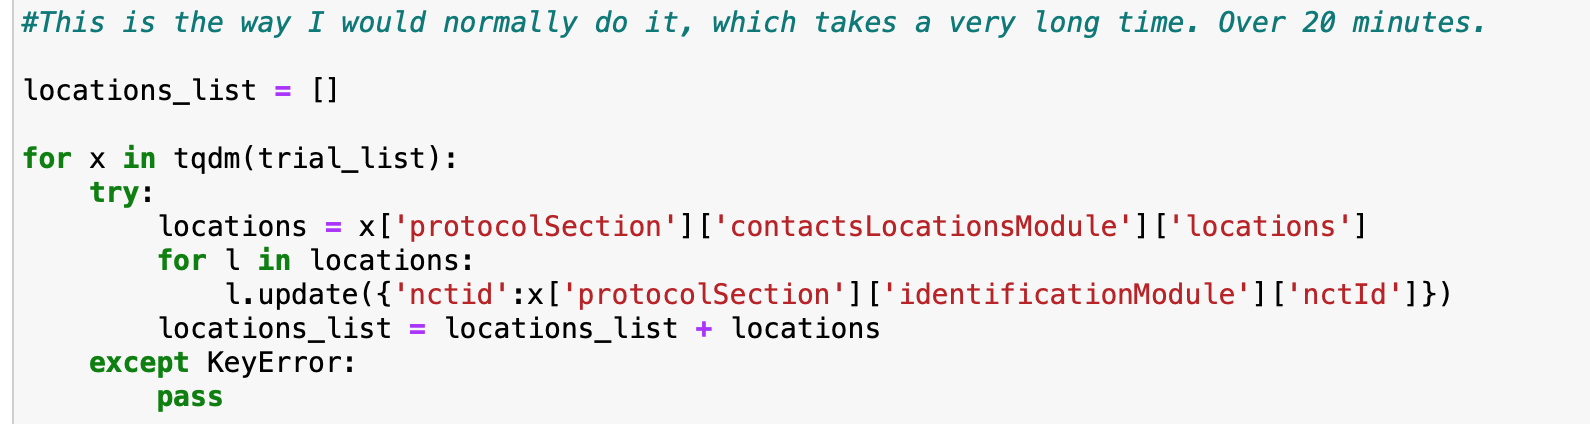 #This is the way I would normally do it, which takes a very long time. Over 20 minutes.
locations_list = []
for x in tqdm(trial_list):
    try:
        locations = x['protocolSection']['contactsLocationsModule']['locations']
        for l in locations:
            l.update({'nctid':x['protocolSection']['identificationModule']['nctId']})
        locations_list = locations_list + locations
    except KeyError:
        pass